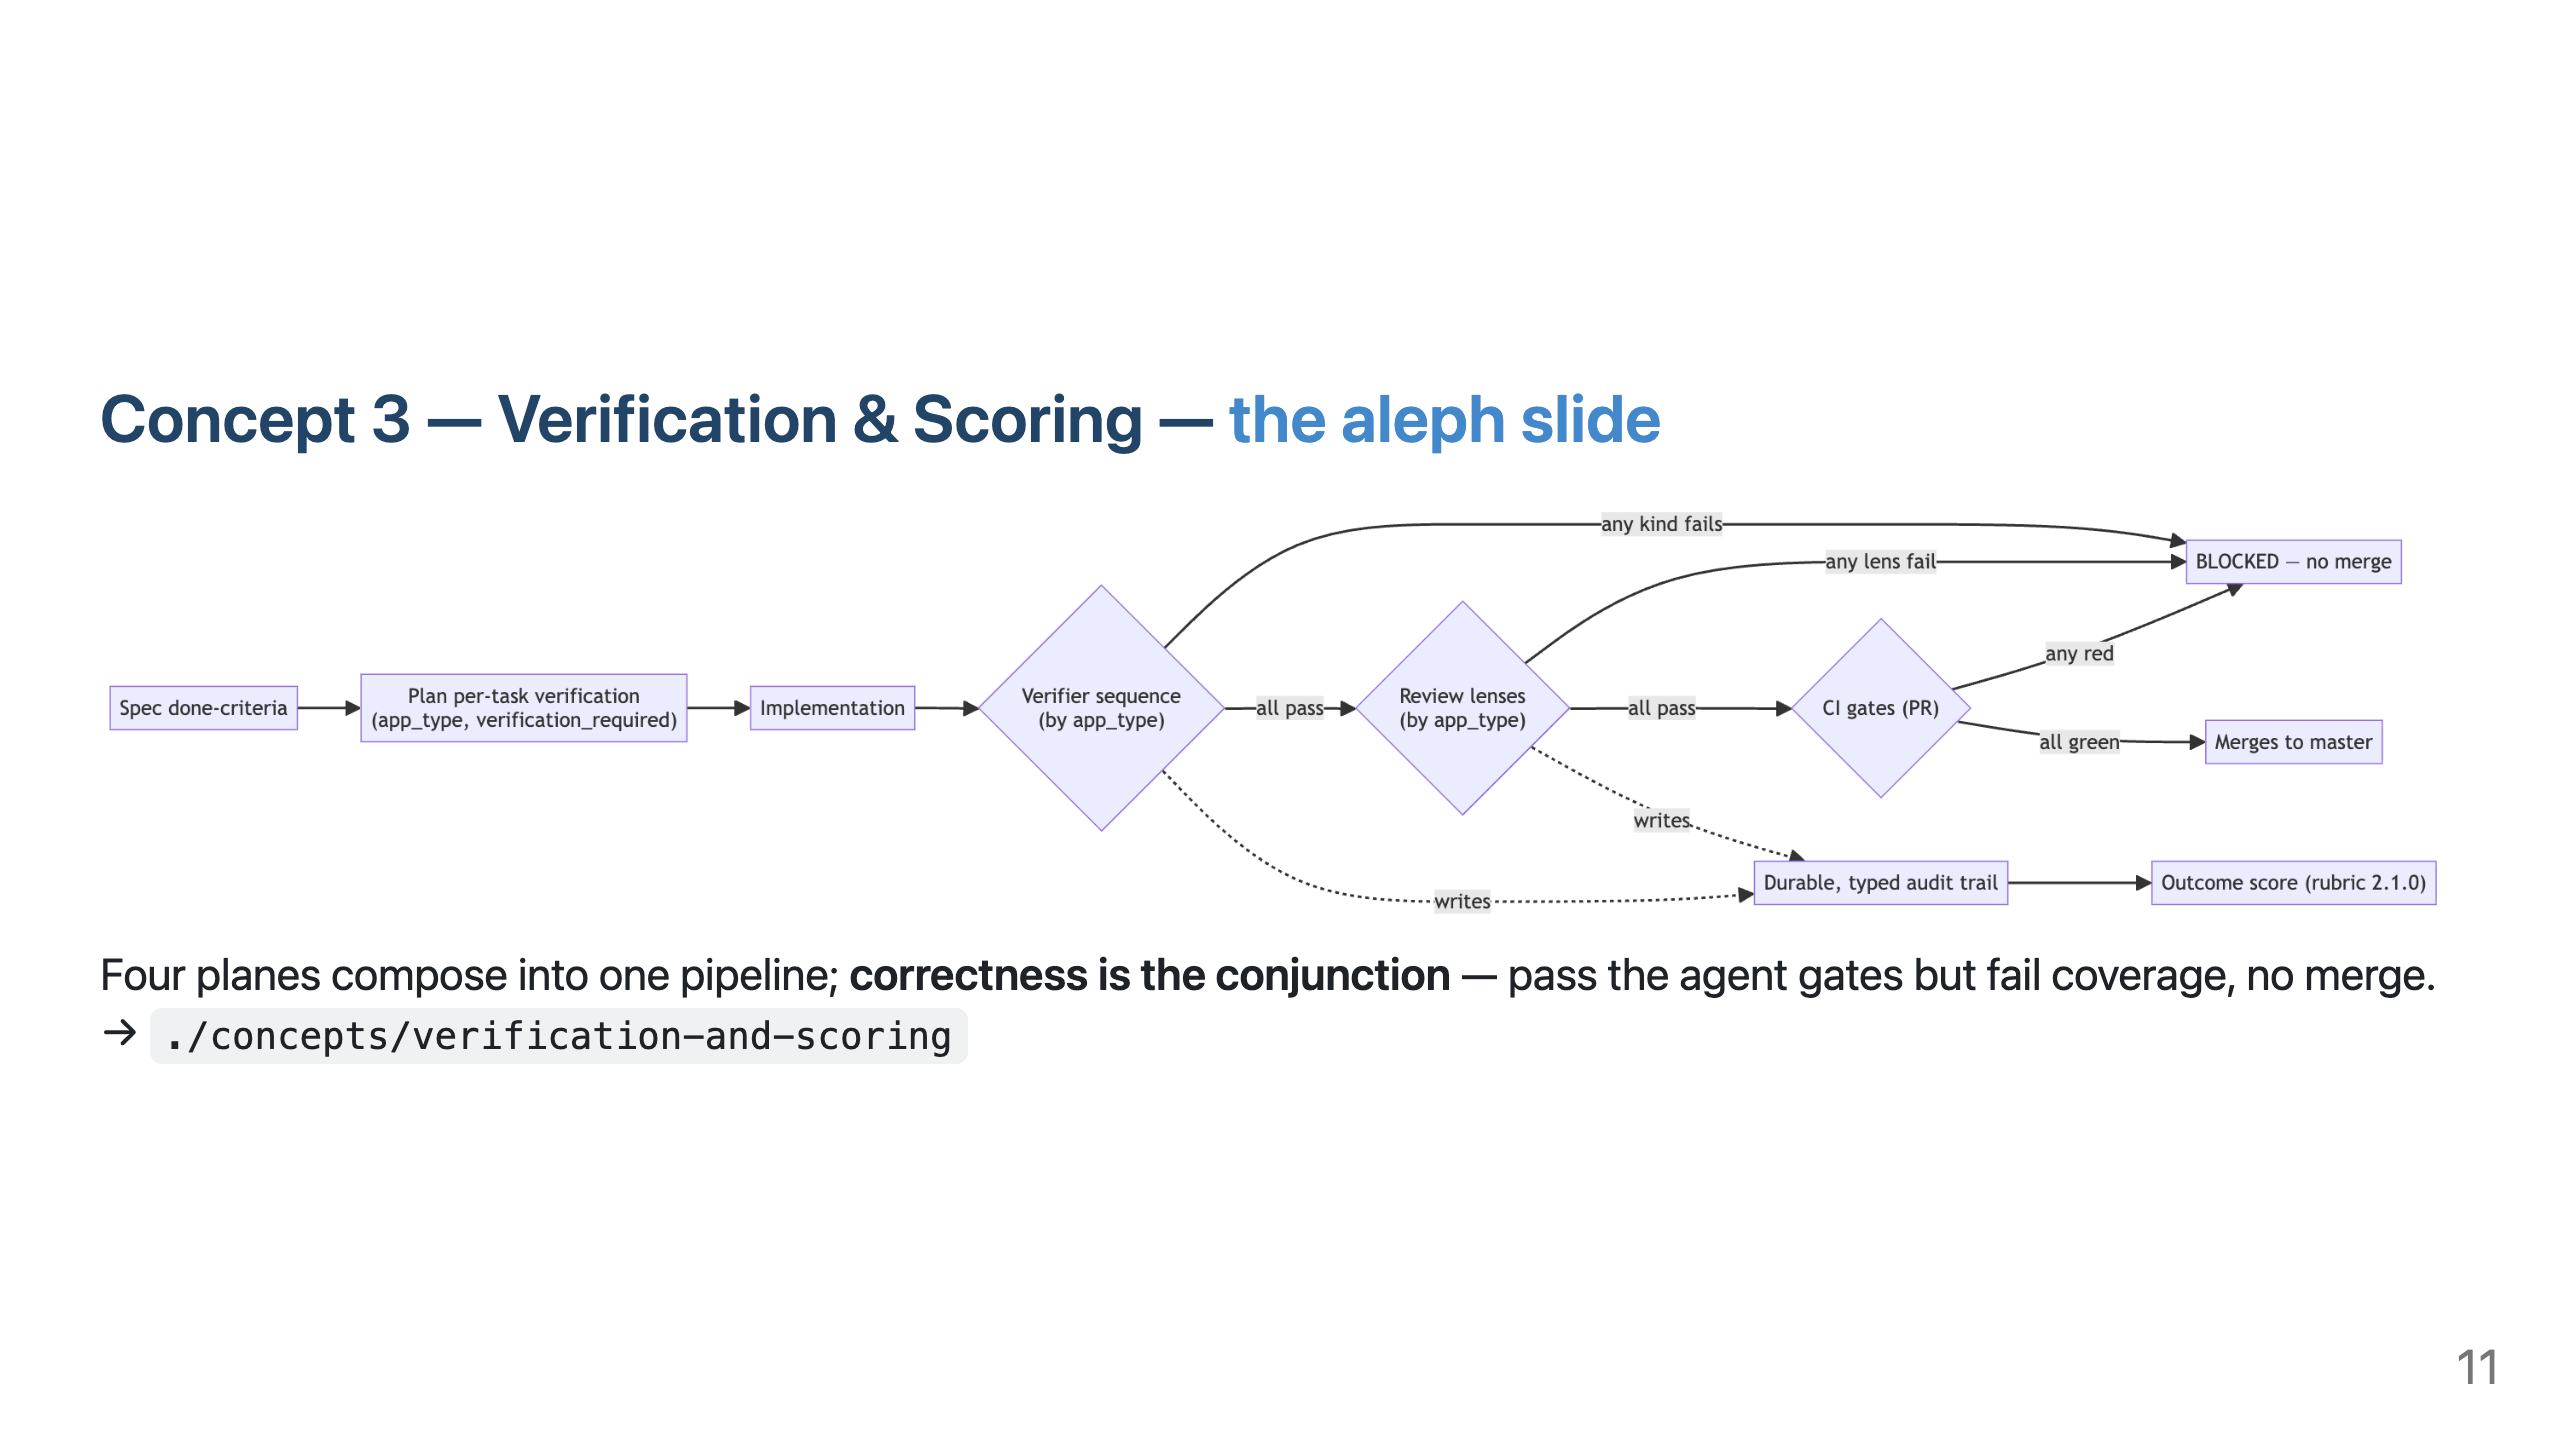 Concept 3 — Verification & Scoring — the aleph slide
any kind fails
any lens fail
BLOCKED — no merge
any red
Spec done-criteria
Plan per-task verification
(app_type, verification_required)
Implementation
Verifier sequence
(by app_type)
all pass
Review lenses
(by app_type)
all pass
CI gates (PR)
all green
Merges to master
writes
writes
Durable, typed audit trail
Outcome score (rubric 2.1.0)
Four planes compose into one pipeline; correctness is the conjunction — pass the agent gates but fail coverage, no merge.
→ ./concepts/verification-and-scoring
11